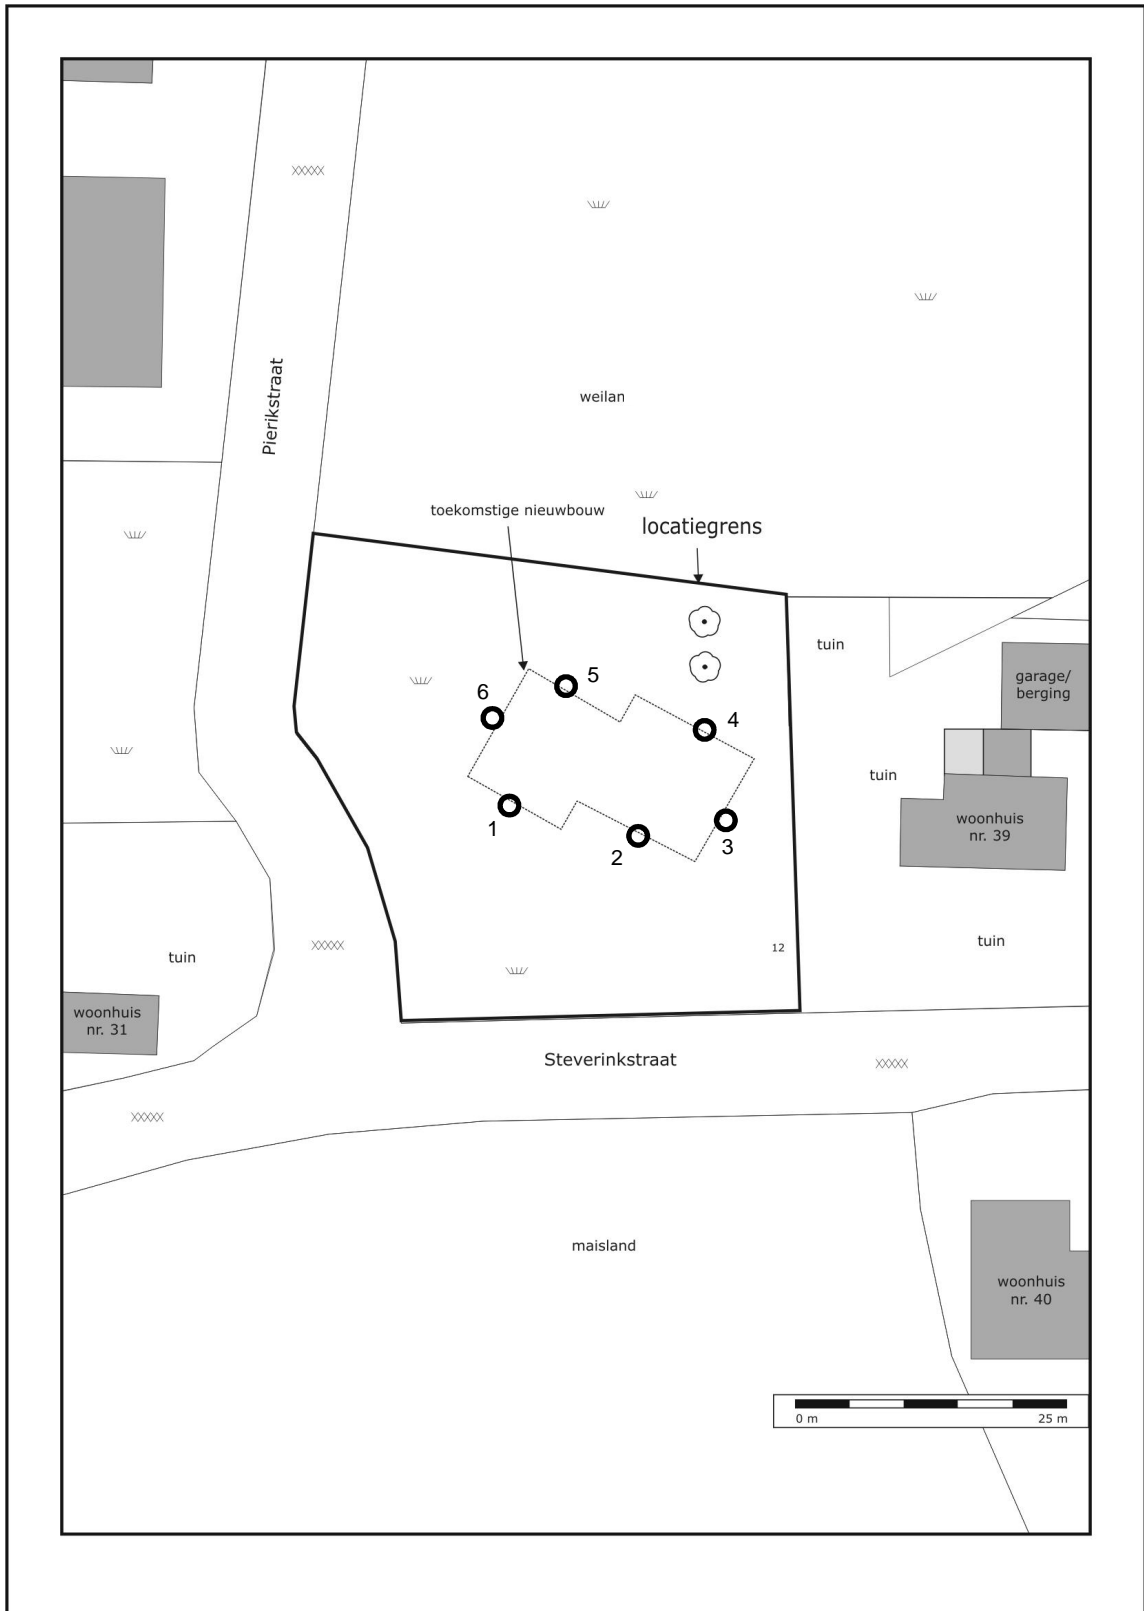 Pierikstraat
weilan
toekomstige nieuwbouw
locatiegrens
tuin
garage/
berging
5
6
4
tuin
woonhuis
nr. 39
1
2
3
tuin
12
tuin
woonhuis
nr. 31
Steverinkstraat
maisland
woonhuis
nr. 40
0 m
25 m